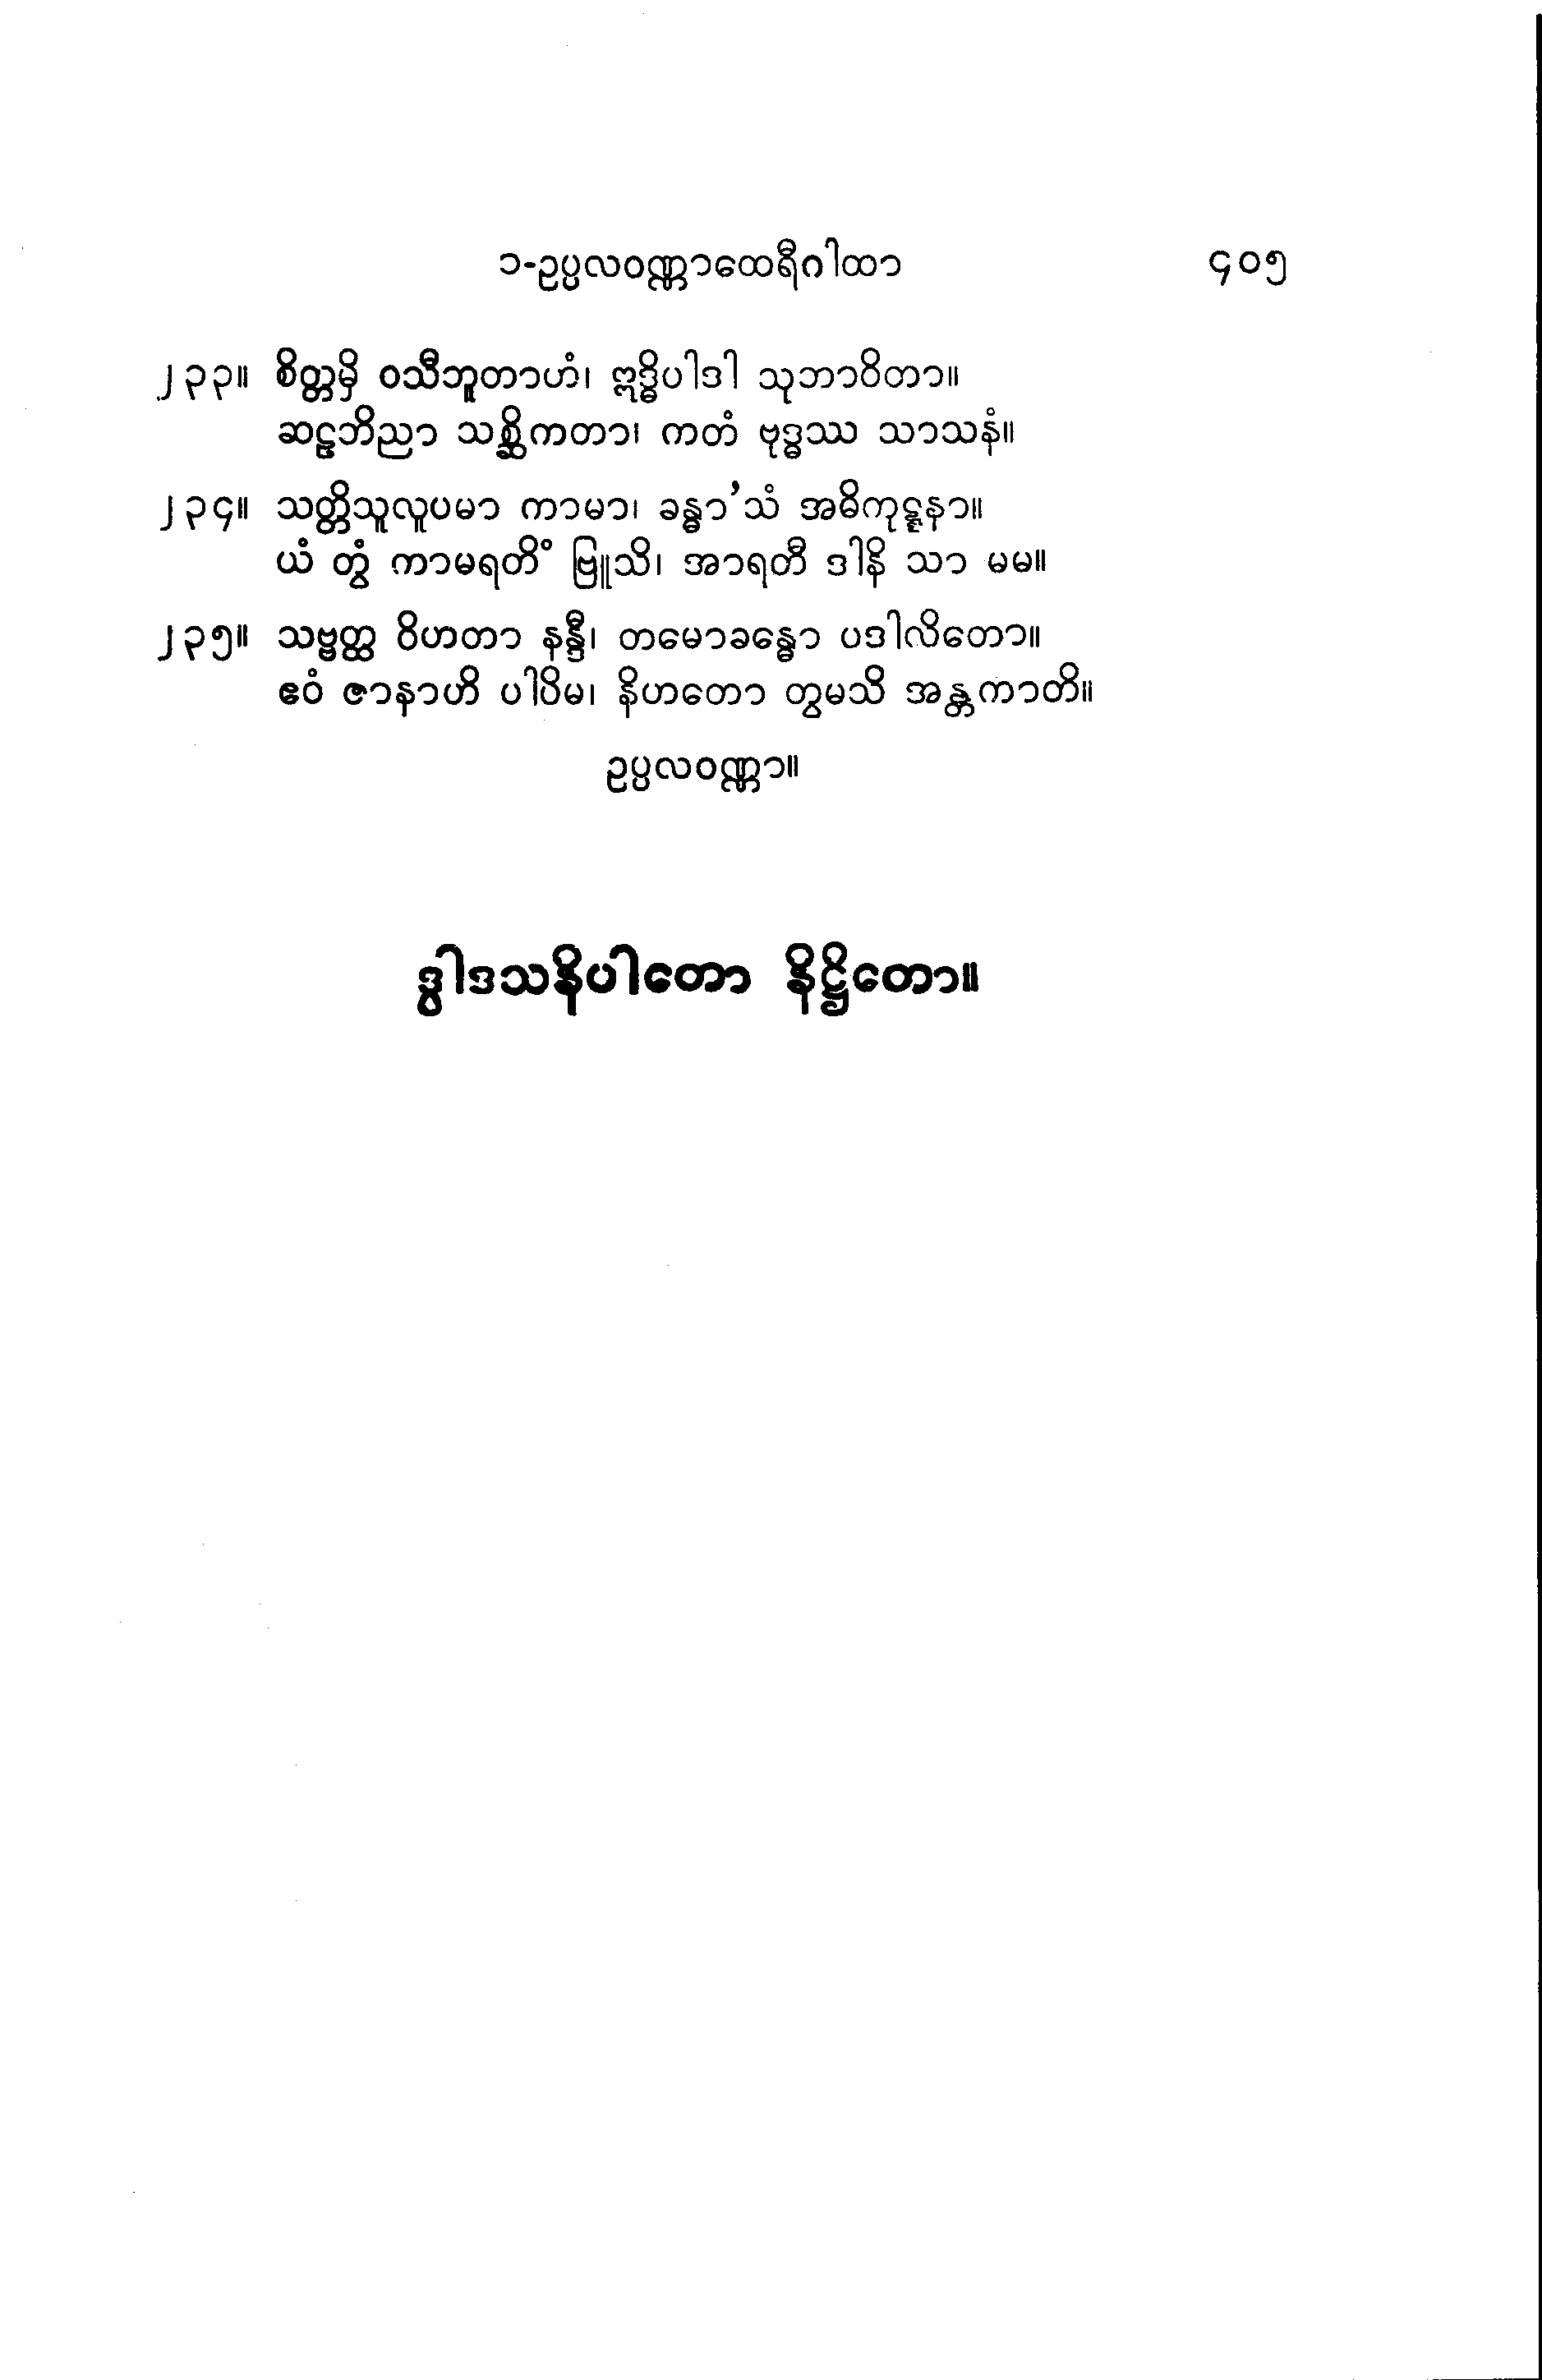 ၁-ဥပ္ပလဝဏ္ဏာထေရီဂါထာ ၄၀၅
၂၃၃။ စိတ္တမှိ ဝသီဘူတာဟံ၊ ဣဒ္ဓိပါဒါ သုဘာဝိတာ။
ဆဠဘိညာ သစ္ဆိကတာ၊ ကတံ ဗုဒ္ဓဿ သာသနံ။
၂၃၄။ သတ္တိသူလူပမာ ကာမာ၊ ခန္ဓာ’သံ အဓိကုဋ္ဋနာ။
ယံ တွံ ကာမရတိံ ဗြူသိ၊ အာရတီ ဒါနိ သာ မမ။
၂၃၅။ သဗ္ဗတ္ထ ဝိဟတာ နန္ဒီ၊ တမောခန္ဓော ပဒါလိတော။
ဧဝံ ဇာနာဟိ ပါပိမ၊ နိဟတော တွမသိ အန္တကာတိ။
ဥပ္ပလဝဏ္ဏာ။
ဒွါဒသနိပါတော နိဋ္ဌိတော။